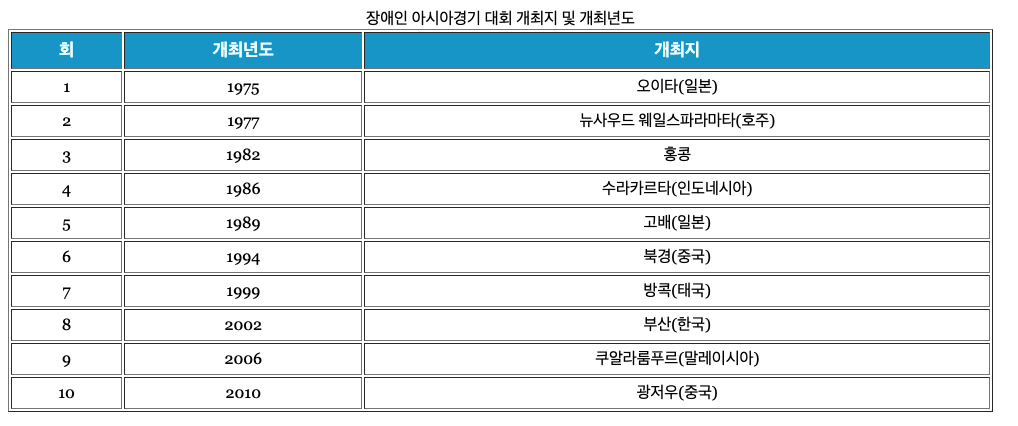 장애인 아시아경기 대회 개최지 및 개최년도
회 개최년도 개최지
1 1975 오이타(일본)
2 1977 뉴사우드 웨일스파라마타(호주)
3 1982 홍콩
4 1986 수라카르타(인도네시아)
5 1989 고배(일본)
6 1994 북경(중국)
7 1999 방콕(태국)
8 2002 부산(한국)
9 2006 쿠알라룸푸르(말레이시아)
10 2010 광저우(중국)